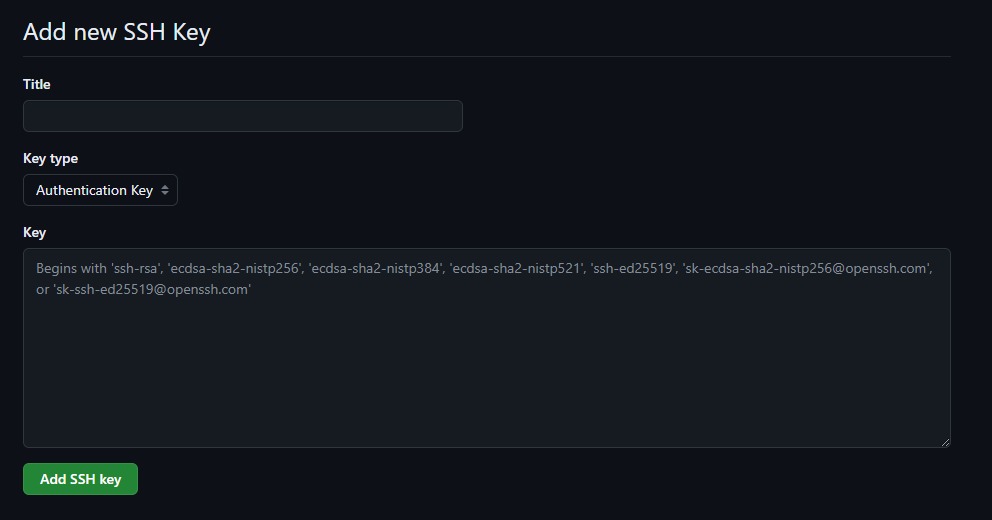 Add new SSH Key
Title
Key type
Authentication Key
Key
Begins with 'ssh-rsa', 'ecdsa-sha2-nistp256', 'ecdsa-sha2-nistp384', 'ecdsa-sha2-nistp521', 'ssh-ed25519', 'sk-ecdsa-sha2-nistp256@openssh.com',
or 'sk-ssh-ed25519@openssh.com'
Add SSH key